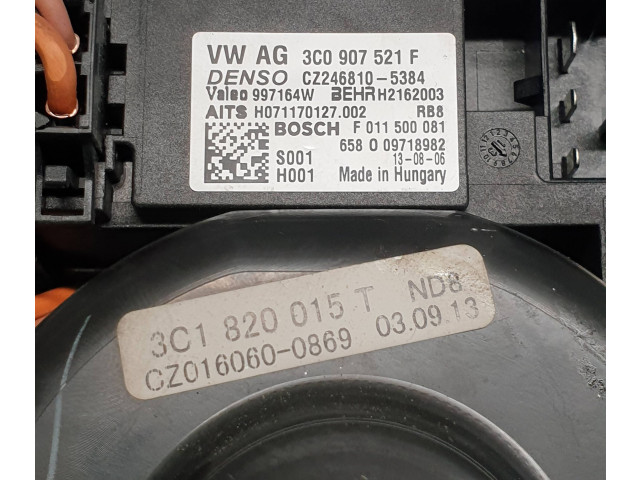 VW AG 3C0 907 521 F
DENSO CZ246810-5384
Valeo 997164W BEHR H2162003
AITS H071170127.002 RB8
BOSCH F 011 500 081
658 O 09718982
S001 13-08-06
H001 Made in Hungary
3C1 820 015 T ND8
CZ016060-0869 03.09.13